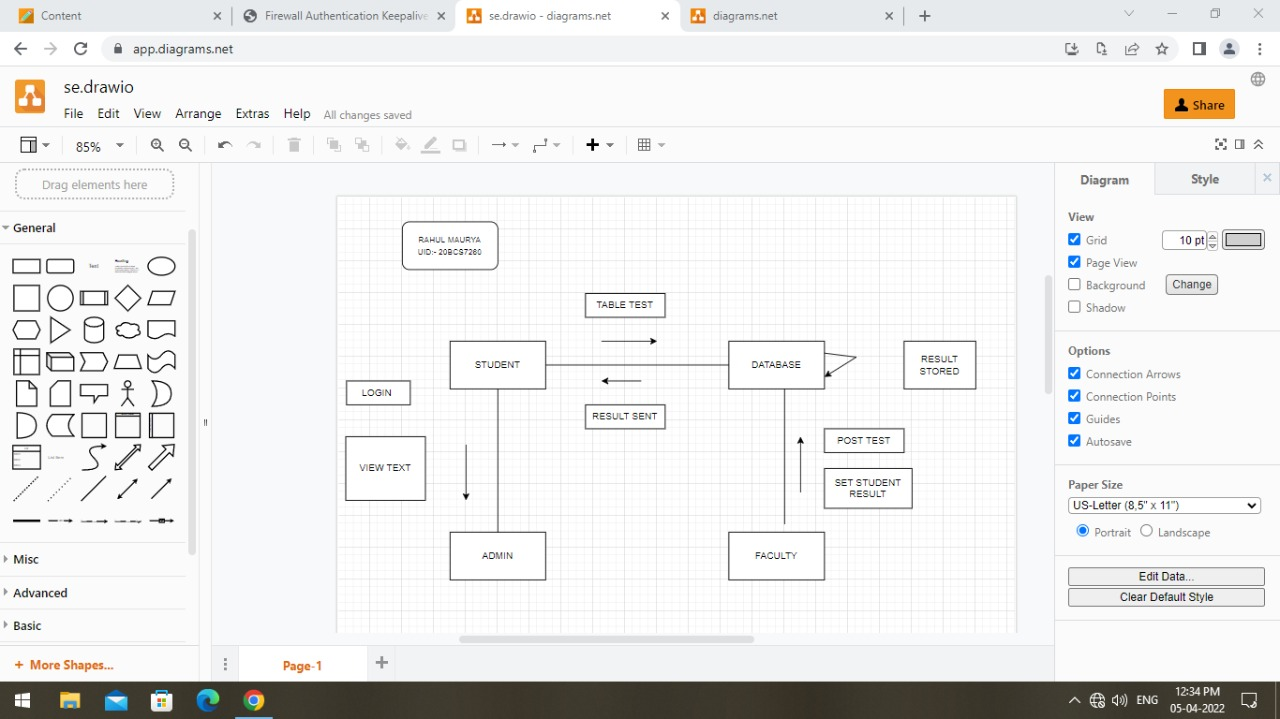 Content
Firewall Authentication Keepalive
se.drawio - diagrams.net
diagrams.net
app.diagrams.net
se.drawio
File Edit View Arrange Extras Help All changes saved
Share
85%
Drag elements here
General
Text
Heading
Misc
Advanced
Basic
+ More Shapes...
RAHUL MAURYA
UID:- 20BCS7260
TABLE TEST
STUDENT
DATABASE
RESULT
STORED
LOGIN
RESULT SENT
VIEW TEXT
POST TEST
SET STUDENT
RESULT
ADMIN
FACULTY
Page-1
Diagram
Style
View
Grid
10 pt
Page View
Background
Change
Shadow
Options
Connection Arrows
Connection Points
Guides
Autosave
Paper Size
US-Letter (8,5" x 11")
Portrait
Landscape
Edit Data...
Clear Default Style
ENG
12:34 PM
05-04-2022